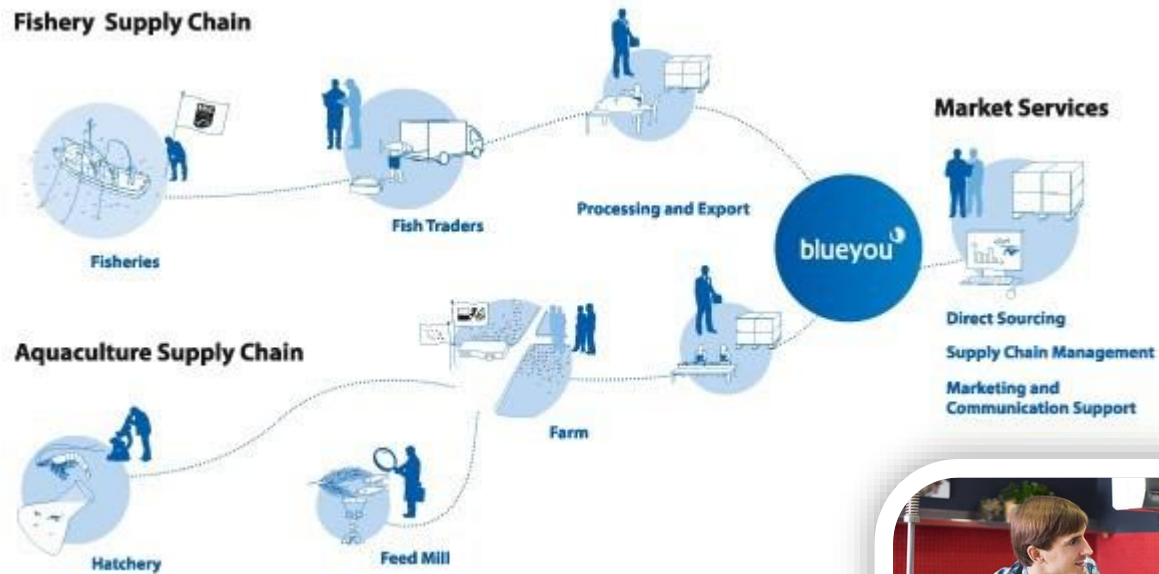 Fishery Supply Chain
Market Services
Fish Traders
Processing and Export
Fisheries
blueyou
Direct Sourcing
Supply Chain Management
Marketing and
Communication Support
Aquaculture Supply Chain
Farm
Hatchery
Feed Mill